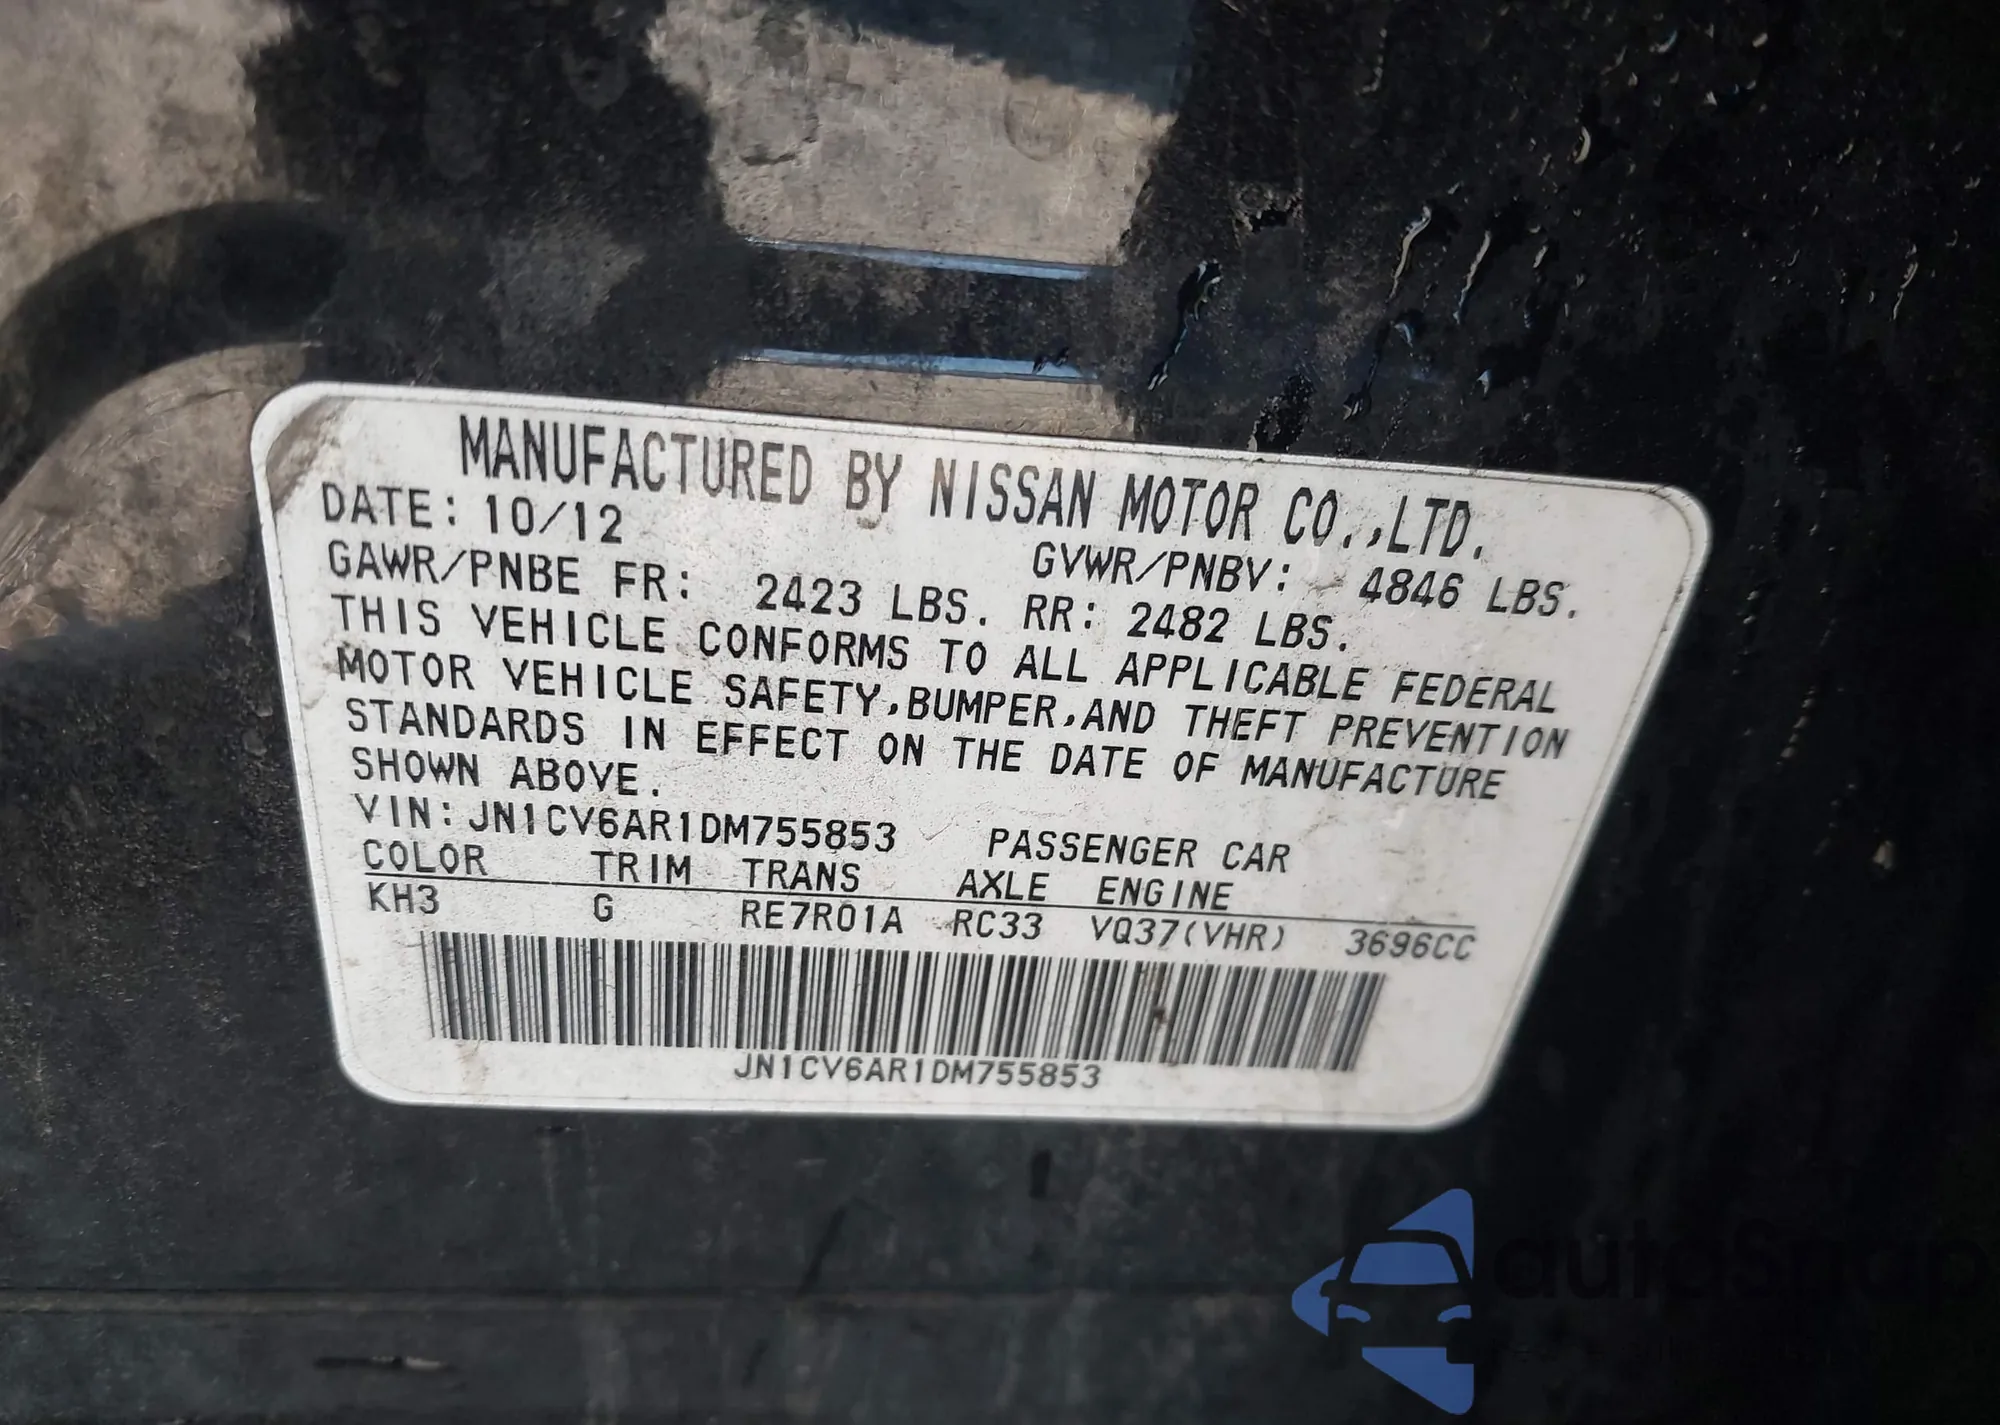 MANUFACTURED BY NISSAN MOTOR CO.,LTD.
DATE: 10/12 GVWR/PNBV: 4846 LBS.
GAWR/PNBE FR: 2423 LBS. RR: 2482 LBS.
THIS VEHICLE CONFORMS TO ALL APPLICABLE FEDERAL
MOTOR VEHICLE SAFETY,BUMPER,AND THEFT PREVENTION
STANDARDS IN EFFECT ON THE DATE OF MANUFACTURE
SHOWN ABOVE.
VIN:JN1CV6AR1DM755853 PASSENGER CAR
COLOR TRIM TRANS AXLE ENGINE
KH3 G RE7R01A RC33 VQ37(VHR) 3696CC
JN1CV6AR1DM755853
autoSnap